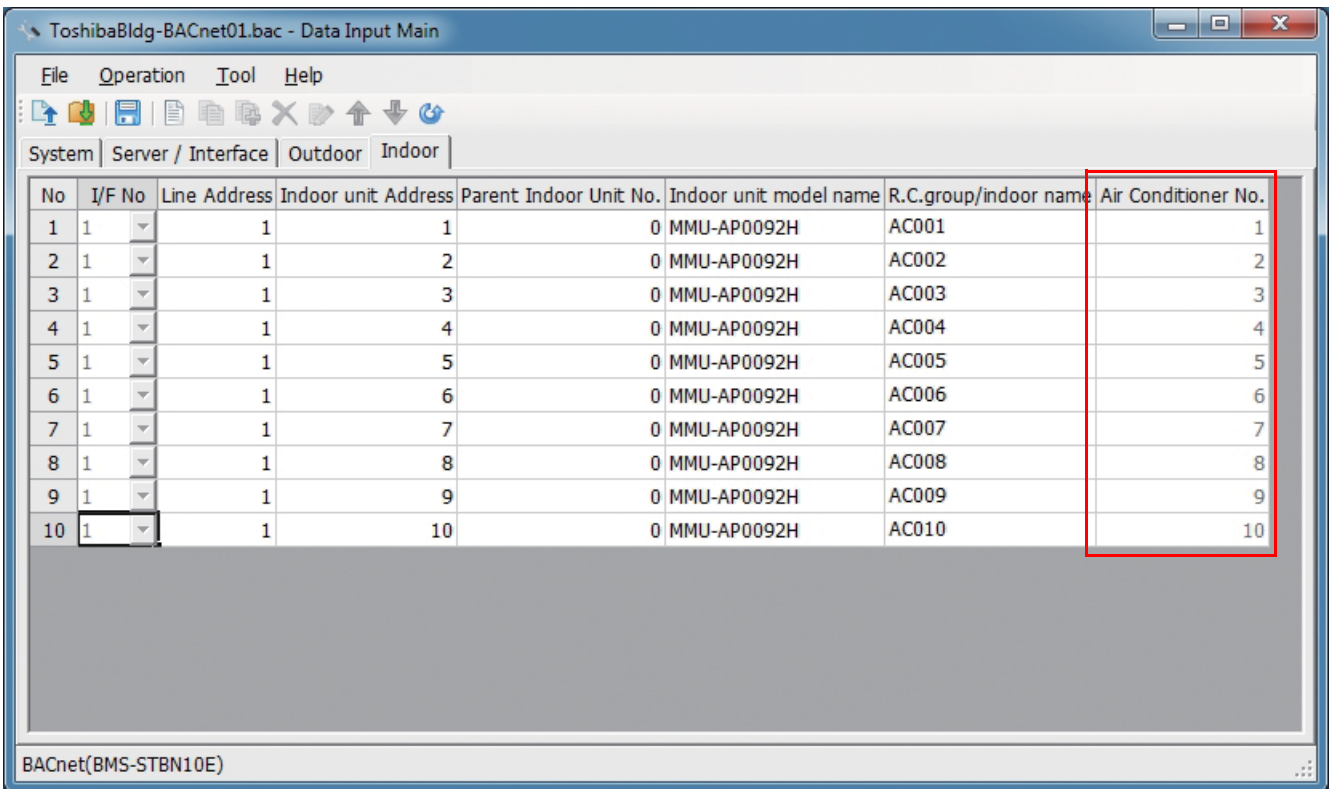 ToshibaBldg-BACnet01.bac - Data Input Main
File Operation Tool Help
System Server / Interface Outdoor Indoor
No I/F No Line Address Indoor unit Address Parent Indoor Unit No. Indoor unit model name R.C.group/indoor name Air Conditioner No.
1 1 1 1 0 MMU-AP0092H AC001 1
2 1 1 2 0 MMU-AP0092H AC002 2
3 1 1 3 0 MMU-AP0092H AC003 3
4 1 1 4 0 MMU-AP0092H AC004 4
5 1 1 5 0 MMU-AP0092H AC005 5
6 1 1 6 0 MMU-AP0092H AC006 6
7 1 1 7 0 MMU-AP0092H AC007 7
8 1 1 8 0 MMU-AP0092H AC008 8
9 1 1 9 0 MMU-AP0092H AC009 9
10 1 1 10 0 MMU-AP0092H AC010 10
BACnet(BMS-STBN10E)